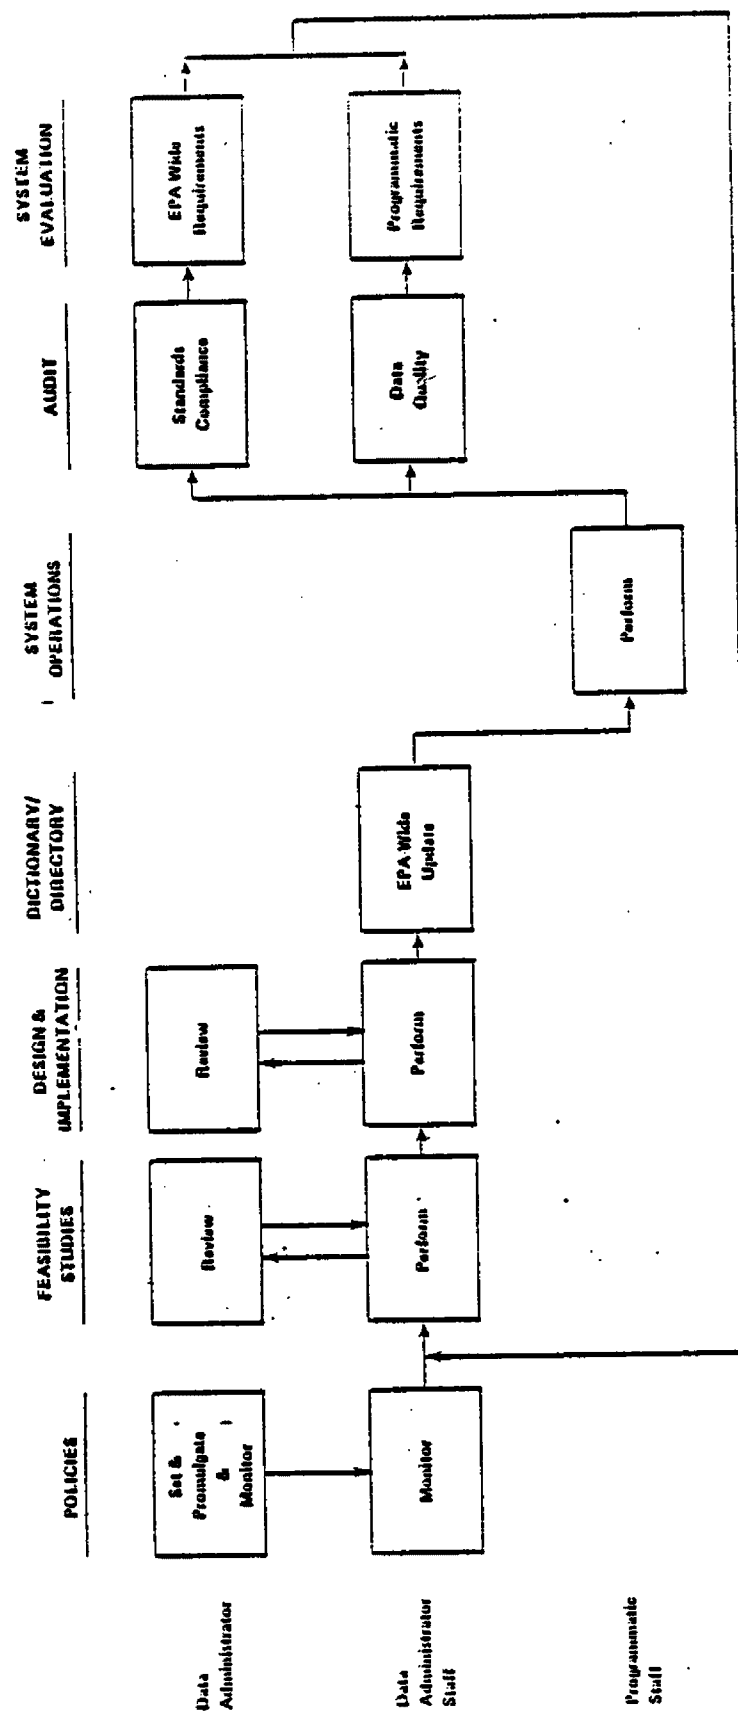 POLICIES
FEASIBILITY
STUDIES
DESIGN &
IMPLEMENTATION
DICTIONARY/
DIRECTORY
SYSTEM
OPERATIONS
AUDIT
SYSTEM
EVALUATION
Data
Administrator
Set &
Promulgate
&
Monitor
Review
Review
Standards
Compliance
EPA Wide
Requirements
Data
Administrator
Staff
Monitor
Perform
Perform
EPA-Wide
Update
Data
Quality
Programmatic
Requirements
Programmatic
Staff
Perform